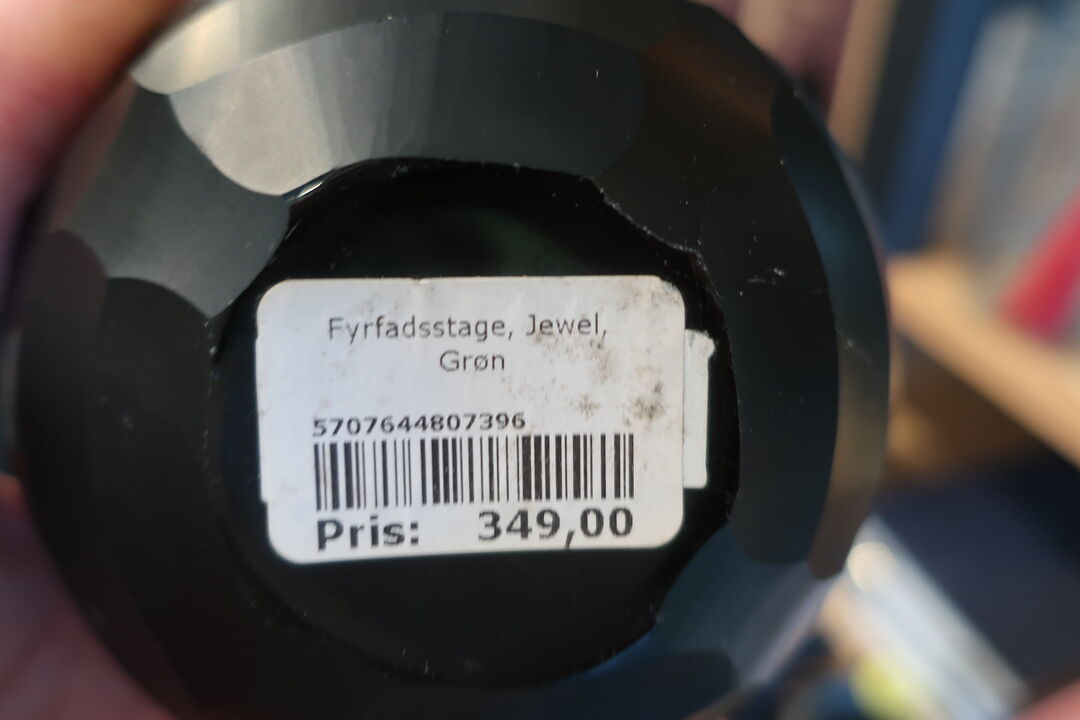 Fyrfadsstage, Jewel,
Grøn
5707644807396
Pris: 349,00